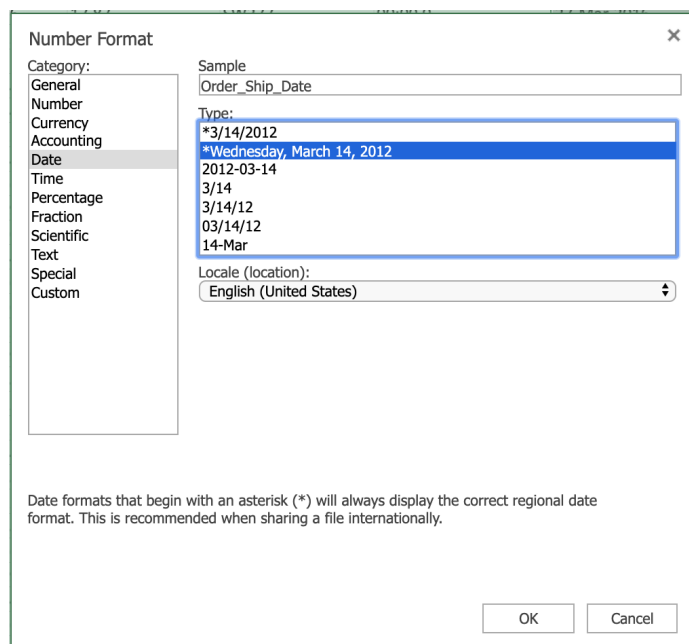 Number Format
×
Category:
General
Number
Currency
Accounting
Date
Time
Percentage
Fraction
Scientific
Text
Special
Custom
Sample
Order_Ship_Date
Type:
*3/14/2012
*Wednesday, March 14, 2012
2012-03-14
3/14
3/14/12
03/14/12
14-Mar
Locale (location):
English (United States)
Date formats that begin with an asterisk (*) will always display the correct regional date
format. This is recommended when sharing a file internationally.
OK
Cancel